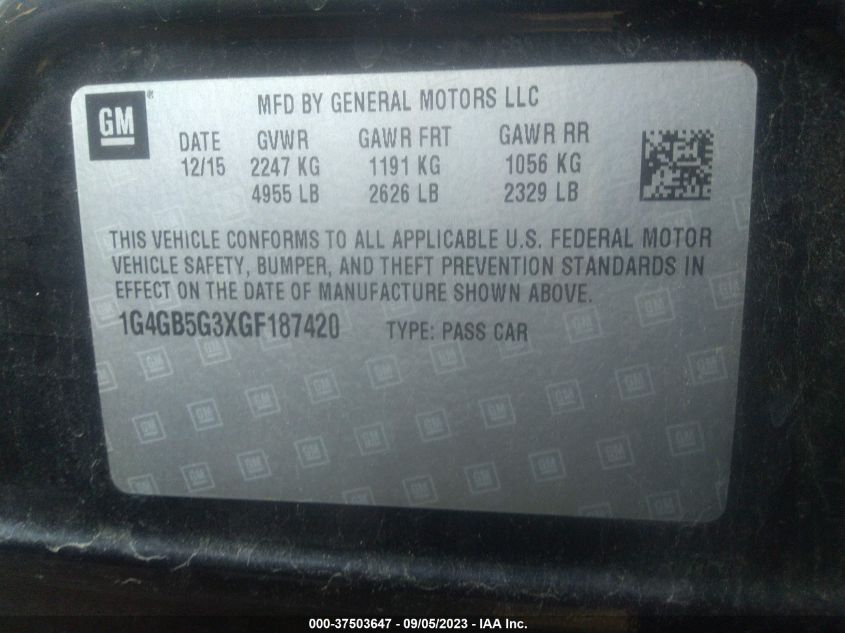 GM®
MFD BY GENERAL MOTORS LLC
DATE GVWR GAWR FRT GAWR RR
12/15 2247 KG 1191 KG 1056 KG
4955 LB 2626 LB 2329 LB
THIS VEHICLE CONFORMS TO ALL APPLICABLE U.S. FEDERAL MOTOR
VEHICLE SAFETY, BUMPER, AND THEFT PREVENTION STANDARDS IN
EFFECT ON THE DATE OF MANUFACTURE SHOWN ABOVE.
1G4GB5G3XGF187420 TYPE: PASS CAR
000-37503647 - 09/05/2023 - IAA Inc.